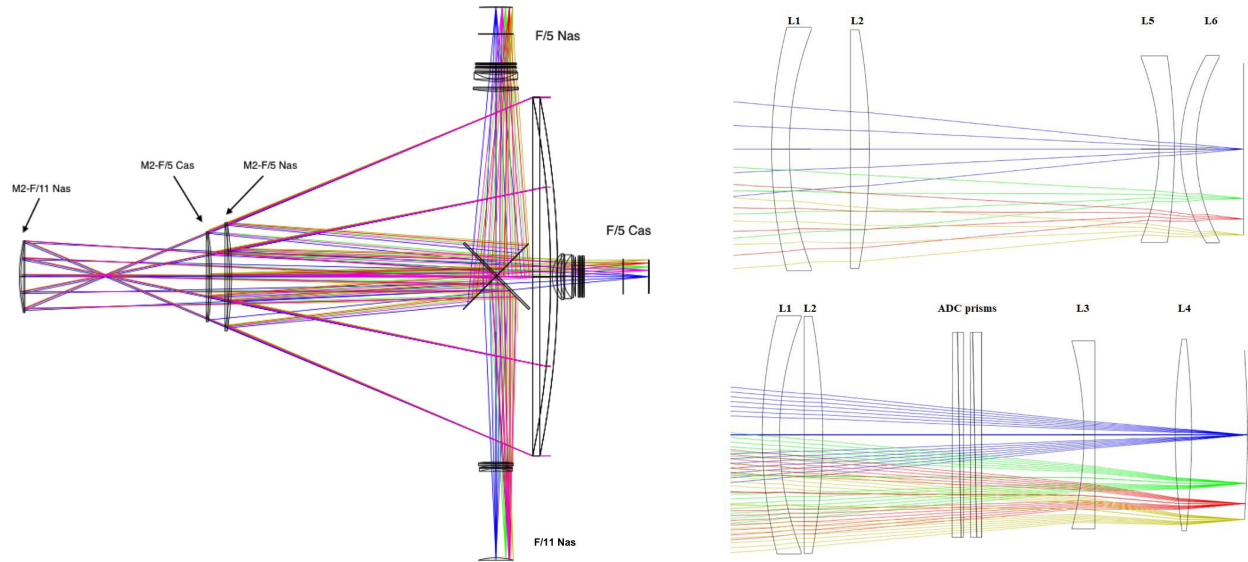 F/5 Nas
M2-F/5 Nas
M2-F/5 Cas
M2-F/11 Nas
F/5 Cas
F/11 Nas
L1 L2 L5 L6
L1 L2 ADC prisms L3 L4